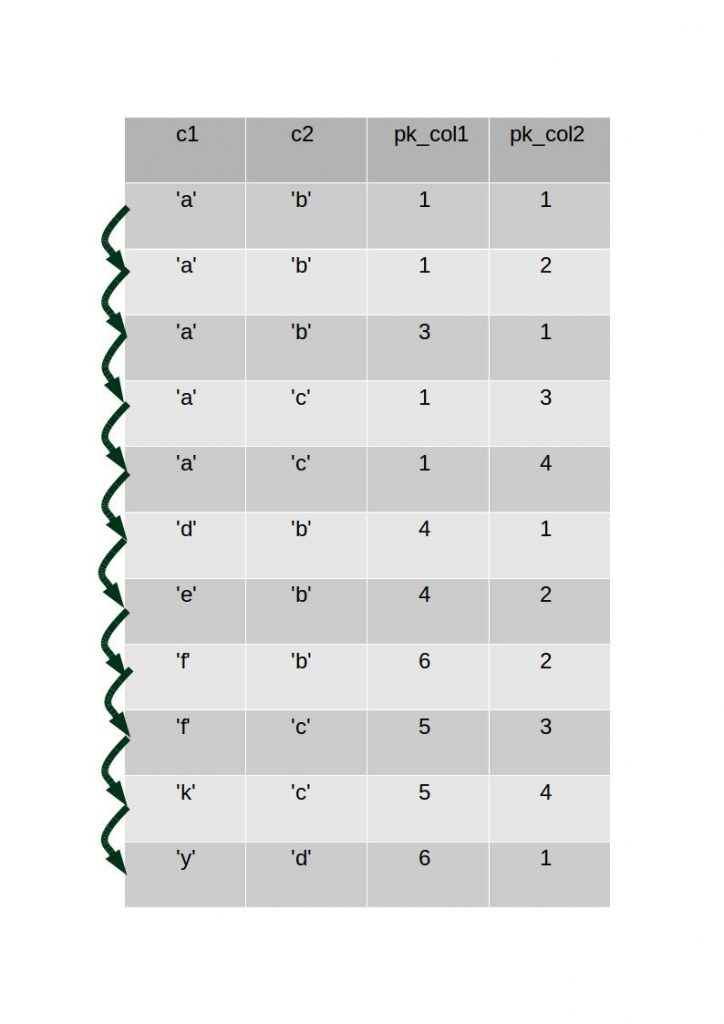 c1 c2 pk_col1 pk_col2
'a' 'b' 1 1
'a' 'b' 1 2
'a' 'b' 3 1
'a' 'c' 1 3
'a' 'c' 1 4
'd' 'b' 4 1
'e' 'b' 4 2
'f' 'b' 6 2
'f' 'c' 5 3
'k' 'c' 5 4
'y' 'd' 6 1